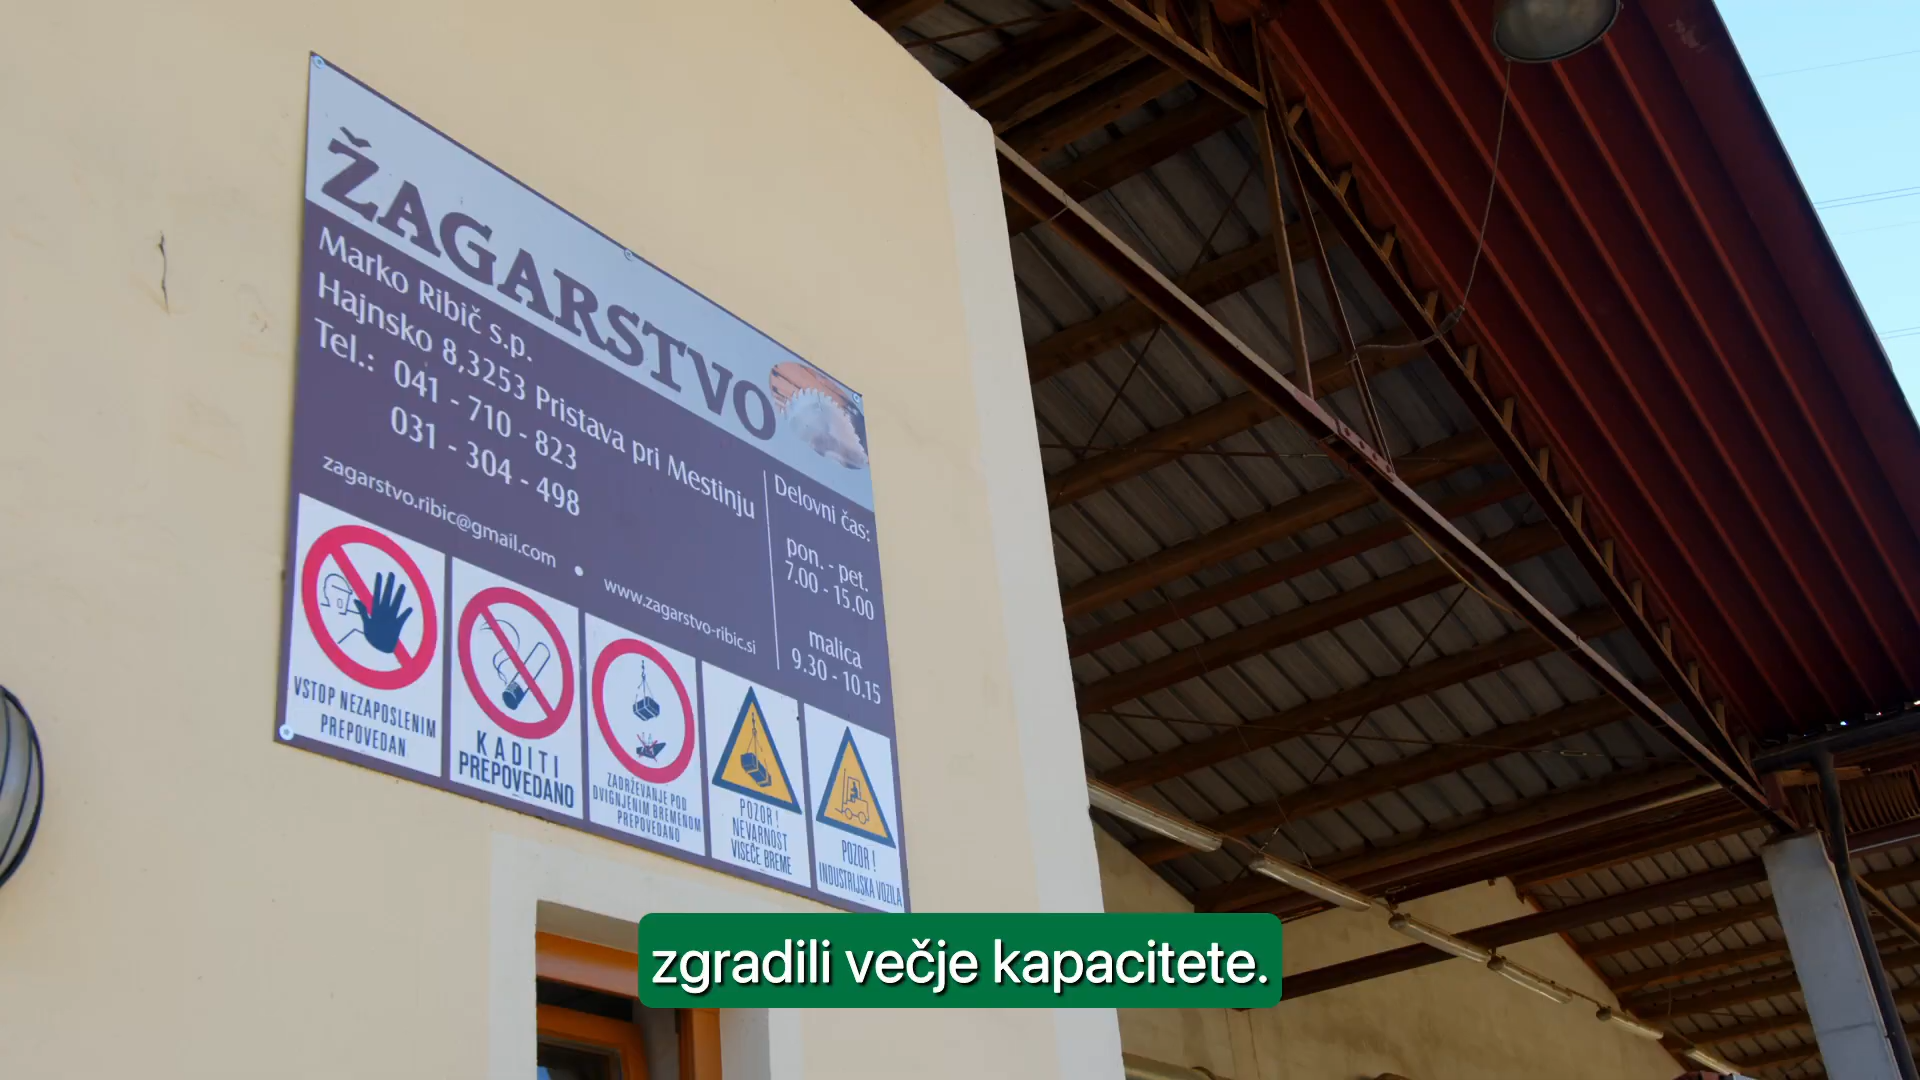 ŽAGARSTVO
Marko Ribič s.p.
Hajnsko 8,3253 Pristava pri Mestinju
Tel.: 041 - 710 - 823
031 - 304 - 498
zagarstvo.ribic@gmail.com • www.zagarstvo-ribic.si
Delovni čas:
pon. - pet.
7.00 - 15.00
malica
9.30 - 10.15
VSTOP NEZAPOSLENIM
PREPOVEDAN
KADITI
PREPOVEDANO
ZADRŽEVANJE POD
DVIGNJENIM BREMENOM
PREPOVEDANO
POZOR !
NEVARNOST
VISEČE BREME
POZOR !
INDUSTRIJSKA VOZILA
zgradili večje kapacitete.